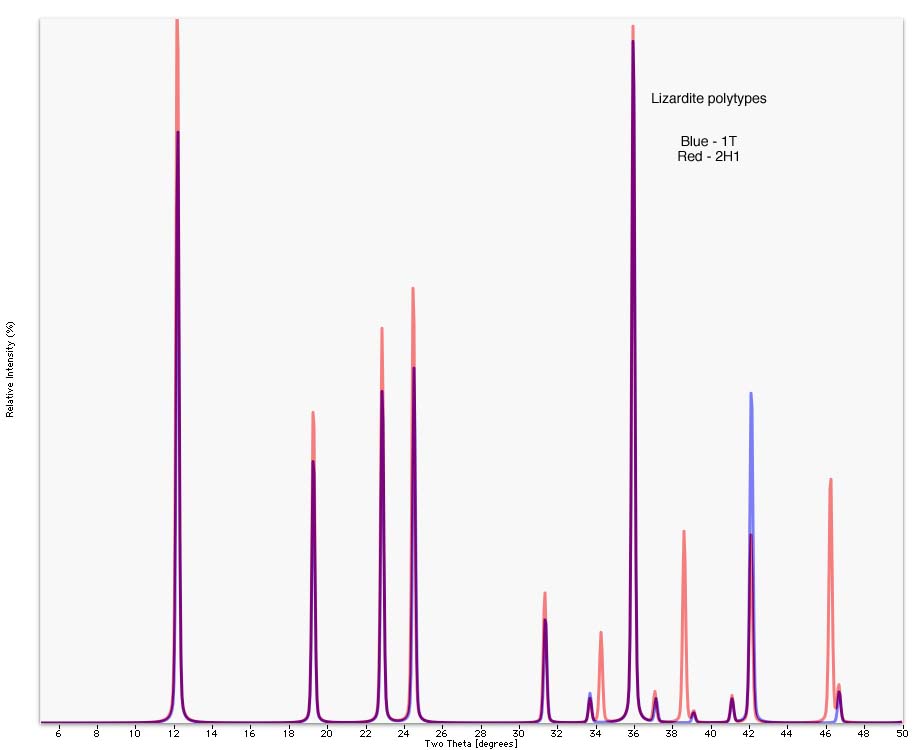 Lizardite polytypes
Blue - 1T
Red - 2H1
Relative Intensity (%)
6 8 10 12 14 16 18 20 22 24 26 28 30 32 34 36 38 40 42 44 46 48 50
Two Theta [degrees]